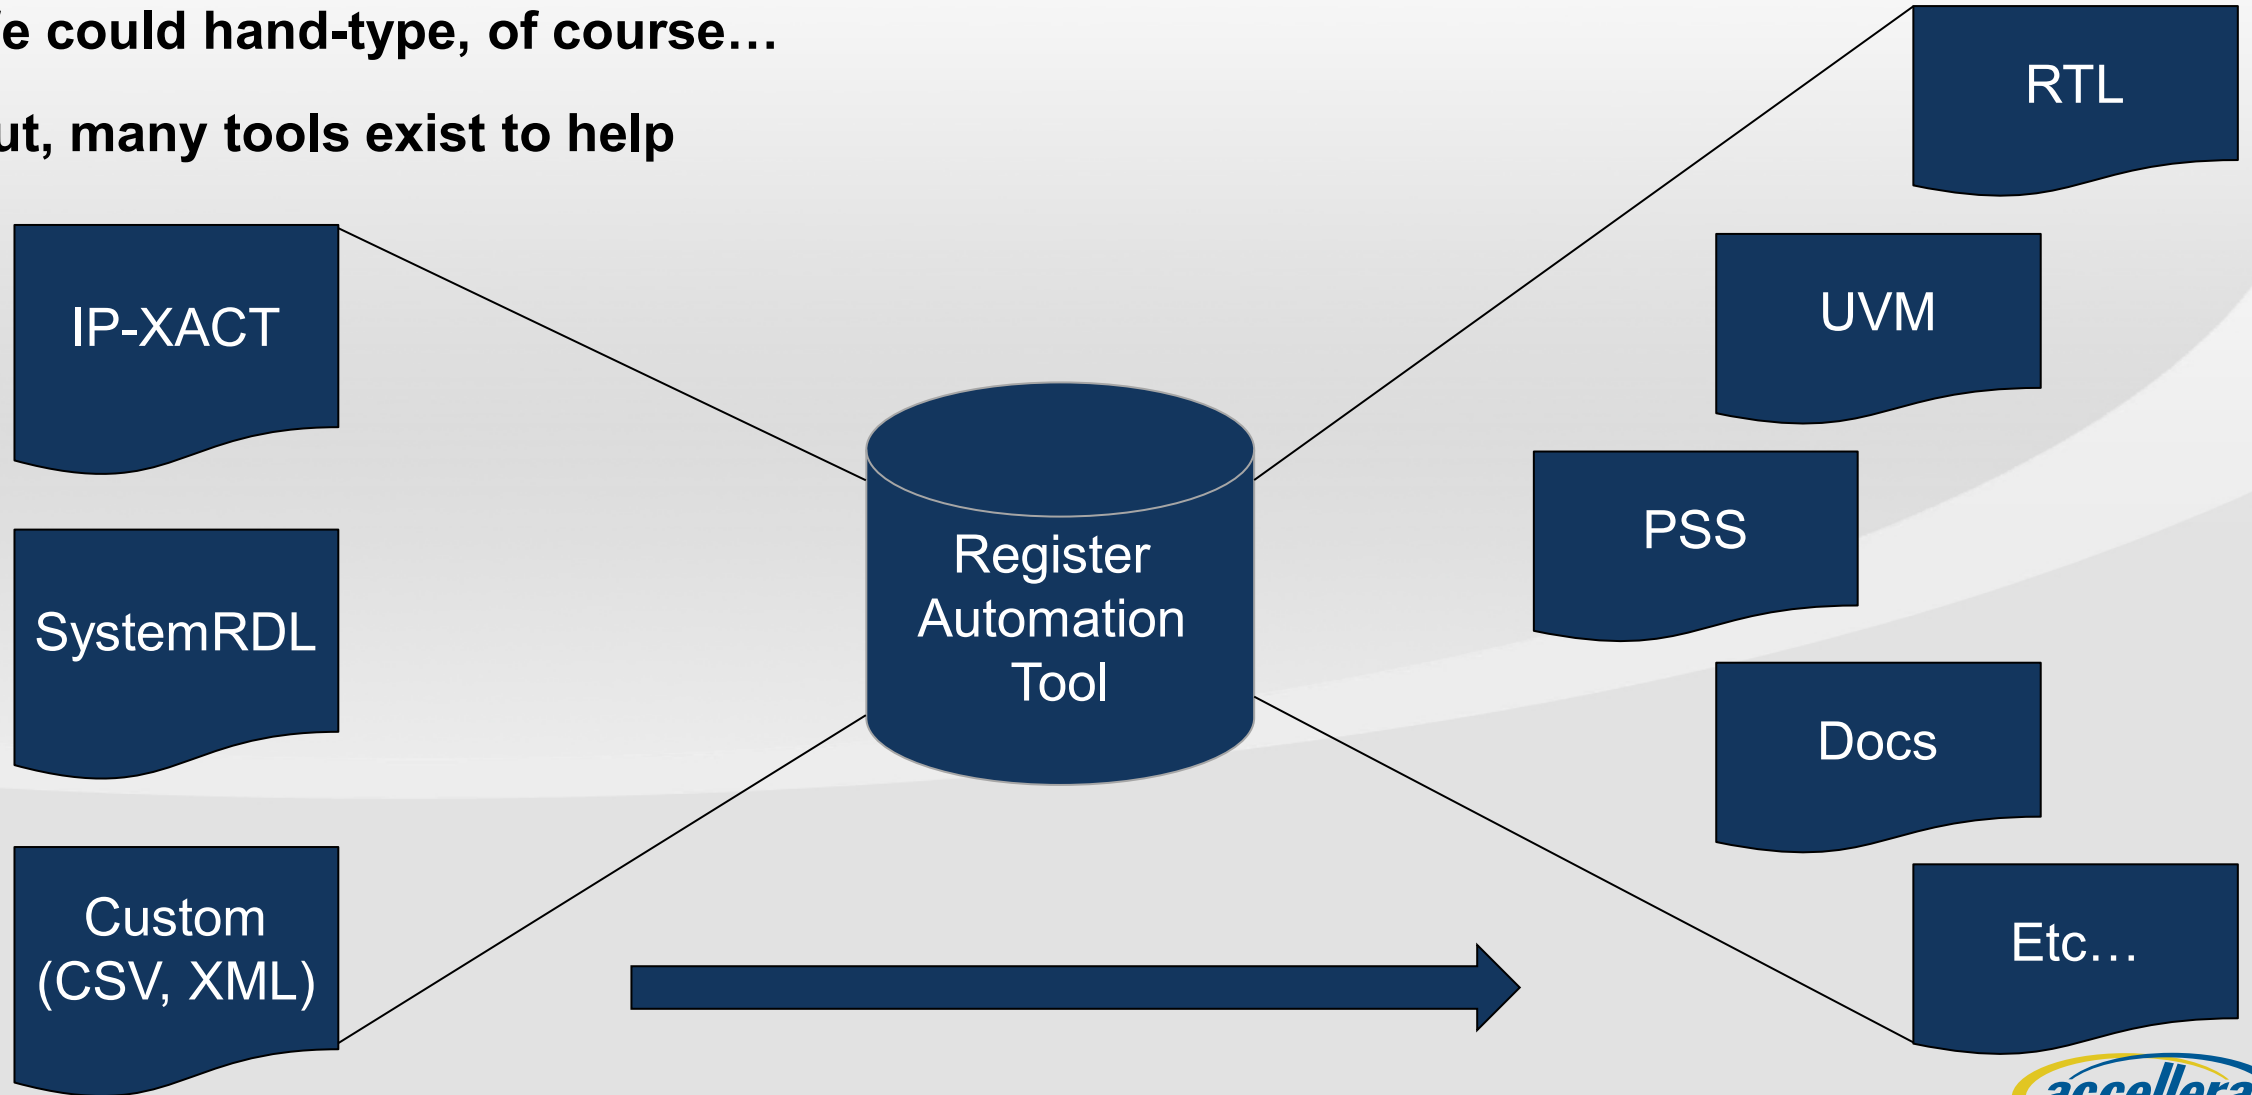 e could hand-type, of course…
ut, many tools exist to help
RTL
UVM
IP-XACT
PSS
Register
Automation
Tool
SystemRDL
Docs
Custom
(CSV, XML)
Etc…
accellera